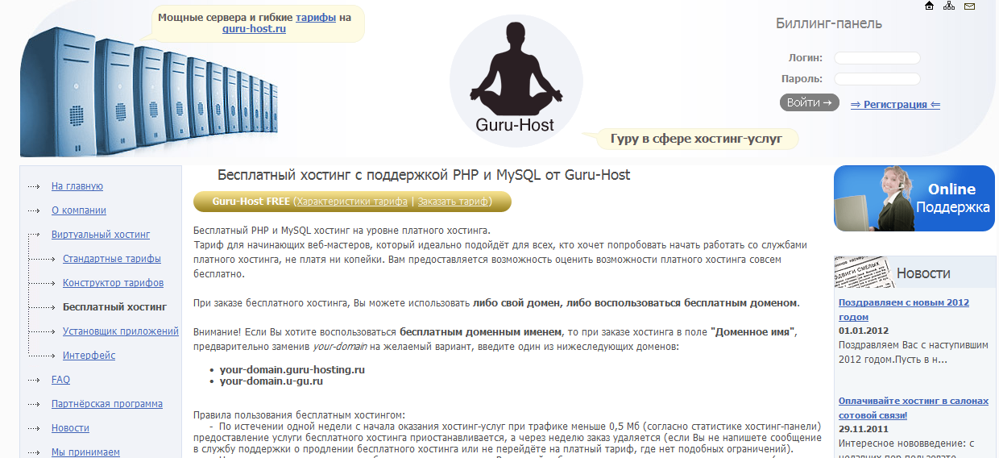 Мощные сервера и гибкие тарифы на
guru-host.ru
Guru-Host
Гуру в сфере хостинг-услуг
Биллинг-панель
Логин:
Пароль:
Войти → ⇒ Регистрация ⇐
На главную
О компании
Виртуальный хостинг
Стандартные тарифы
Конструктор тарифов
Бесплатный хостинг
Установщик приложений
Интерфейс
FAQ
Партнёрская программа
Новости
Мы принимаем
Бесплатный хостинг с поддержкой PHP и MySQL от Guru-Host
Guru-Host FREE (Характеристики тарифа | Заказать тариф)
Бесплатный PHP и MySQL хостинг на уровне платного хостинга.
Тариф для начинающих веб-мастеров, который идеально подойдёт для всех, кто хочет попробовать начать работать со службами
платного хостинга, не платя ни копейки. Вам предоставляется возможность оценить возможности платного хостинга совсем
бесплатно.
При заказе бесплатного хостинга, Вы можете использовать либо свой домен, либо воспользоваться бесплатным доменом.
Внимание! Если Вы хотите воспользоваться бесплатным доменным именем, то при заказе хостинга в поле "Доменное имя",
предварительно заменив your-domain на желаемый вариант, введите один из нижеследующих доменов:
• your-domain.guru-hosting.ru
• your-domain.u-gu.ru
Правила пользования бесплатным хостингом:
- По истечении одной недели с начала оказания хостинг-услуг при трафике меньше 0,5 Мб (согласно статистике хостинг-панели)
предоставление услуги бесплатного хостинга приостанавливается, а через неделю заказ удаляется (если Вы не напишете сообщение
в службу поддержки о продлении бесплатного хостинга или не перейдёте на платный тариф, где нет подобных ограничений).
Online
Поддержка
ПОДВИГИ СМЕЛЫХ
Новости
Поздравляем с новым 2012
годом
01.01.2012
Поздравляем Вас с наступившим
2012 годом.Пусть в н...
Оплачивайте хостинг в салонах
сотовой связи!
29.11.2011
Интересное нововведение: с
недавних пор пользовате